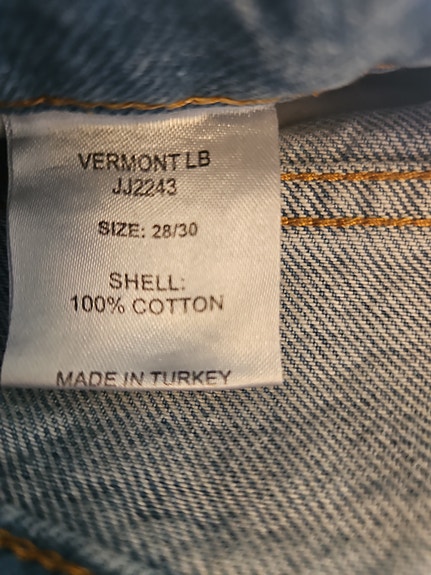 VERMONT LB
JJ2243
SIZE: 28/30
SHELL:
100% COTTON
MADE IN TURKEY